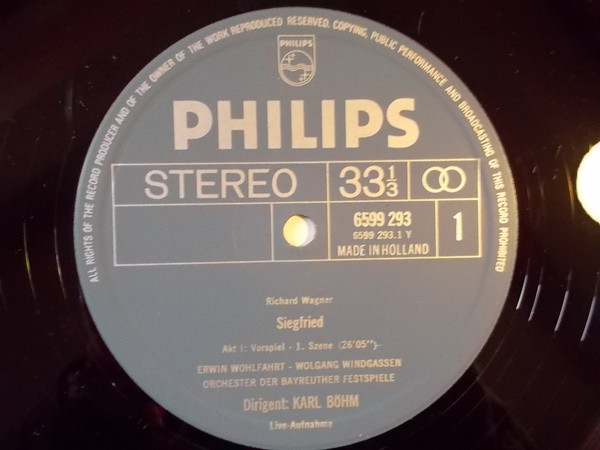 ALL RIGHTS OF THE RECORD PRODUCER AND OF THE OWNER OF THE WORK REPRODUCED RESERVED. COPYING, PUBLIC PERFORMANCE AND BROADCASTING OF THIS RECORD PROHIBITED
PHILIPS
PHILIPS
STEREO
33 1/3
6599 293
6599 293.1 Y
MADE IN HOLLAND
1
Richard Wagner
Siegfried
Akt I: Vorspiel - 1. Szene (26'05'')-
ERWIN WOHLFAHRT - WOLGANG WINDGASSEN
ORCHESTER DER BAYREUTHER FESTSPIELE
Dirigent: KARL BÖHM
Live-Aufnahme